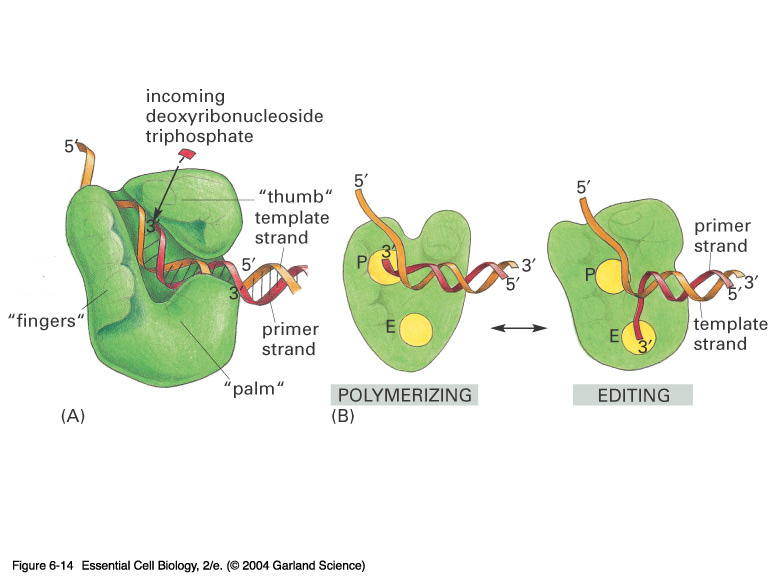 incoming
deoxyribonucleoside
triphosphate
5′
"thumb"
template
strand
3′
5′
3′
"fingers"
primer
strand
"palm"
(A)
5′
P
3′
3′
5′
E
POLYMERIZING
(B)
5′
primer
strand
P
3′
5′
E
3′
template
strand
EDITING
Figure 6-14 Essential Cell Biology, 2/e. (© 2004 Garland Science)